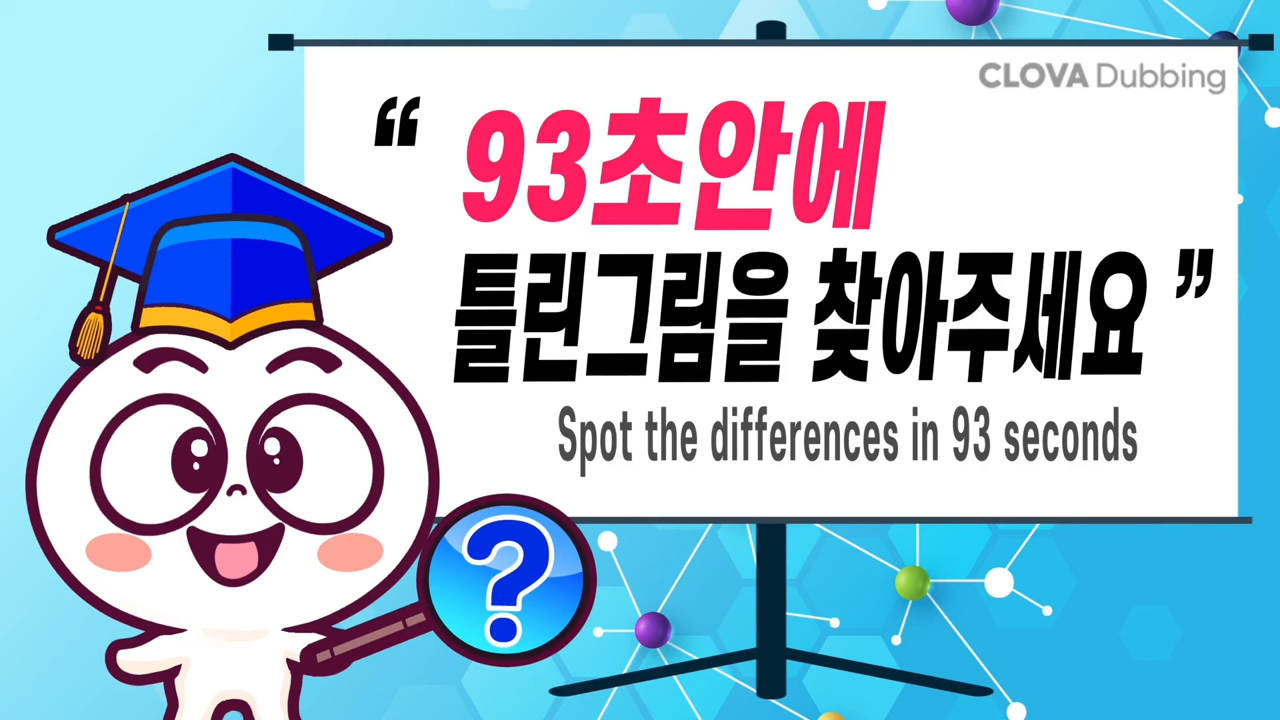 CLOVA Dubbing
“ 93초안에
틀린그림을 찾아주세요 ”
Spot the differences in 93 seconds
?